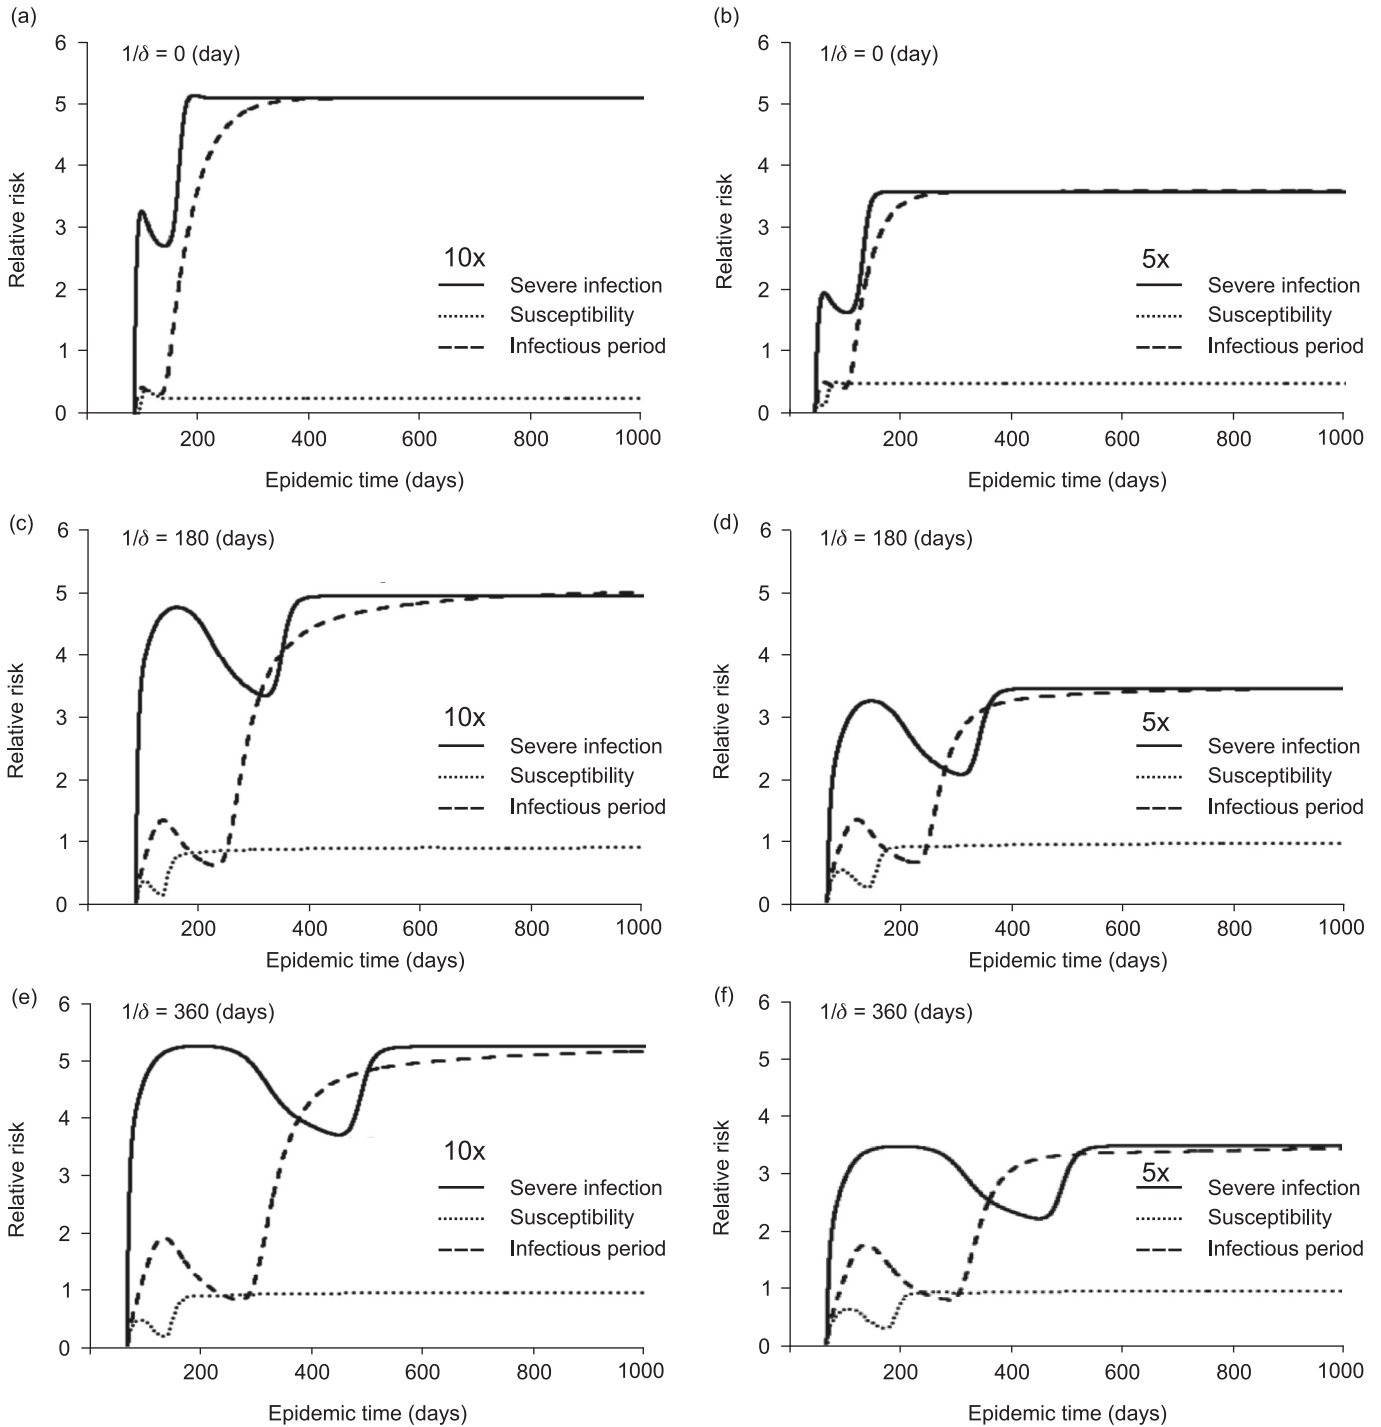 (a)
1/δ = 0 (day)
6
5
4
3
2
1
0
Relative risk
10x
Severe infection
Susceptibility
Infectious period
200 400 600 800 1000
Epidemic time (days)
(b)
1/δ = 0 (day)
6
5
4
3
2
1
0
Relative risk
5x
Severe infection
Susceptibility
Infectious period
200 400 600 800 1000
Epidemic time (days)
(c)
1/δ = 180 (days)
6
5
4
3
2
1
0
Relative risk
10x
Severe infection
Susceptibility
Infectious period
200 400 600 800 1000
Epidemic time (days)
(d)
1/δ = 180 (days)
6
5
4
3
2
1
0
Relative risk
5x
Severe infection
Susceptibility
Infectious period
200 400 600 800 1000
Epidemic time (days)
(e)
1/δ = 360 (days)
6
5
4
3
2
1
0
Relative risk
10x
Severe infection
Susceptibility
Infectious period
200 400 600 800 1000
Epidemic time (days)
(f)
1/δ = 360 (days)
6
5
4
3
2
1
0
Relative risk
5x
Severe infection
Susceptibility
Infectious period
200 400 600 800 1000
Epidemic time (days)